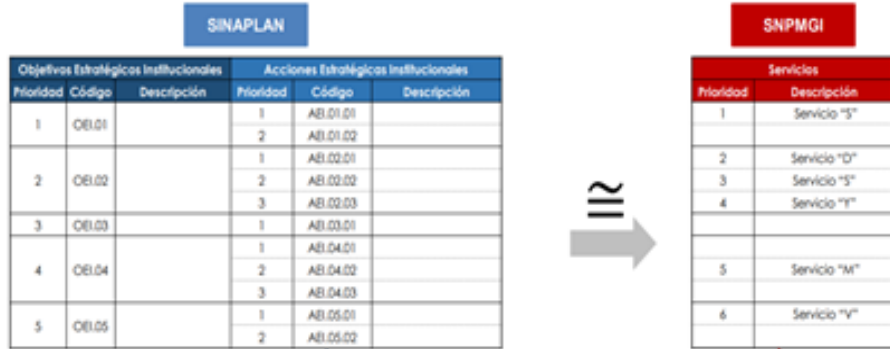 SINAPLAN SNPMGI
Objetivos Estratégicos Institucionales Acciones Estratégicas Institucionales Servicios
Prioridad Código Descripción Prioridad Código Descripción Prioridad Descripción
1 OEI.01 1 AEI.01.01 1 Servicio "S"
2 AEI.01.02
1 AEI.02.01 2 Servicio "D"
2 OEI.02 2 AEI.02.02 3 Servicio "S"
3 AEI.02.03 4 Servicio "Y"
≅
3 OEI.03 1 AEI.03.01
1 AEI.04.01
4 OEI.04 2 AEI.04.02 5 Servicio "M"
3 AEI.04.03
5 OEI.05 1 AEI.05.01 6 Servicio "V"
2 AEI.05.02